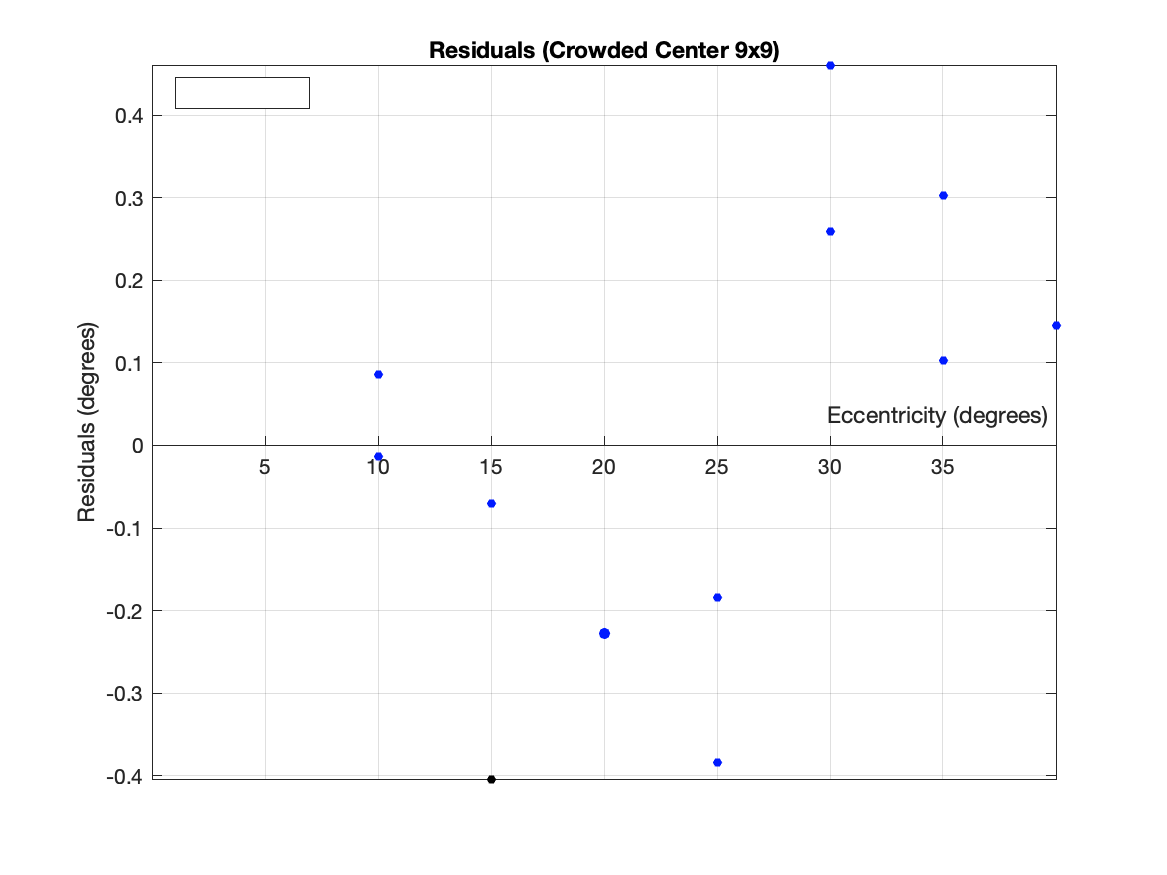 Residuals (Crowded Center 9x9)
0.4
0.3
0.2
0.1
0
-0.1
-0.2
-0.3
-0.4
Residuals (degrees)
Eccentricity (degrees)
5 10 15 20 25 30 35